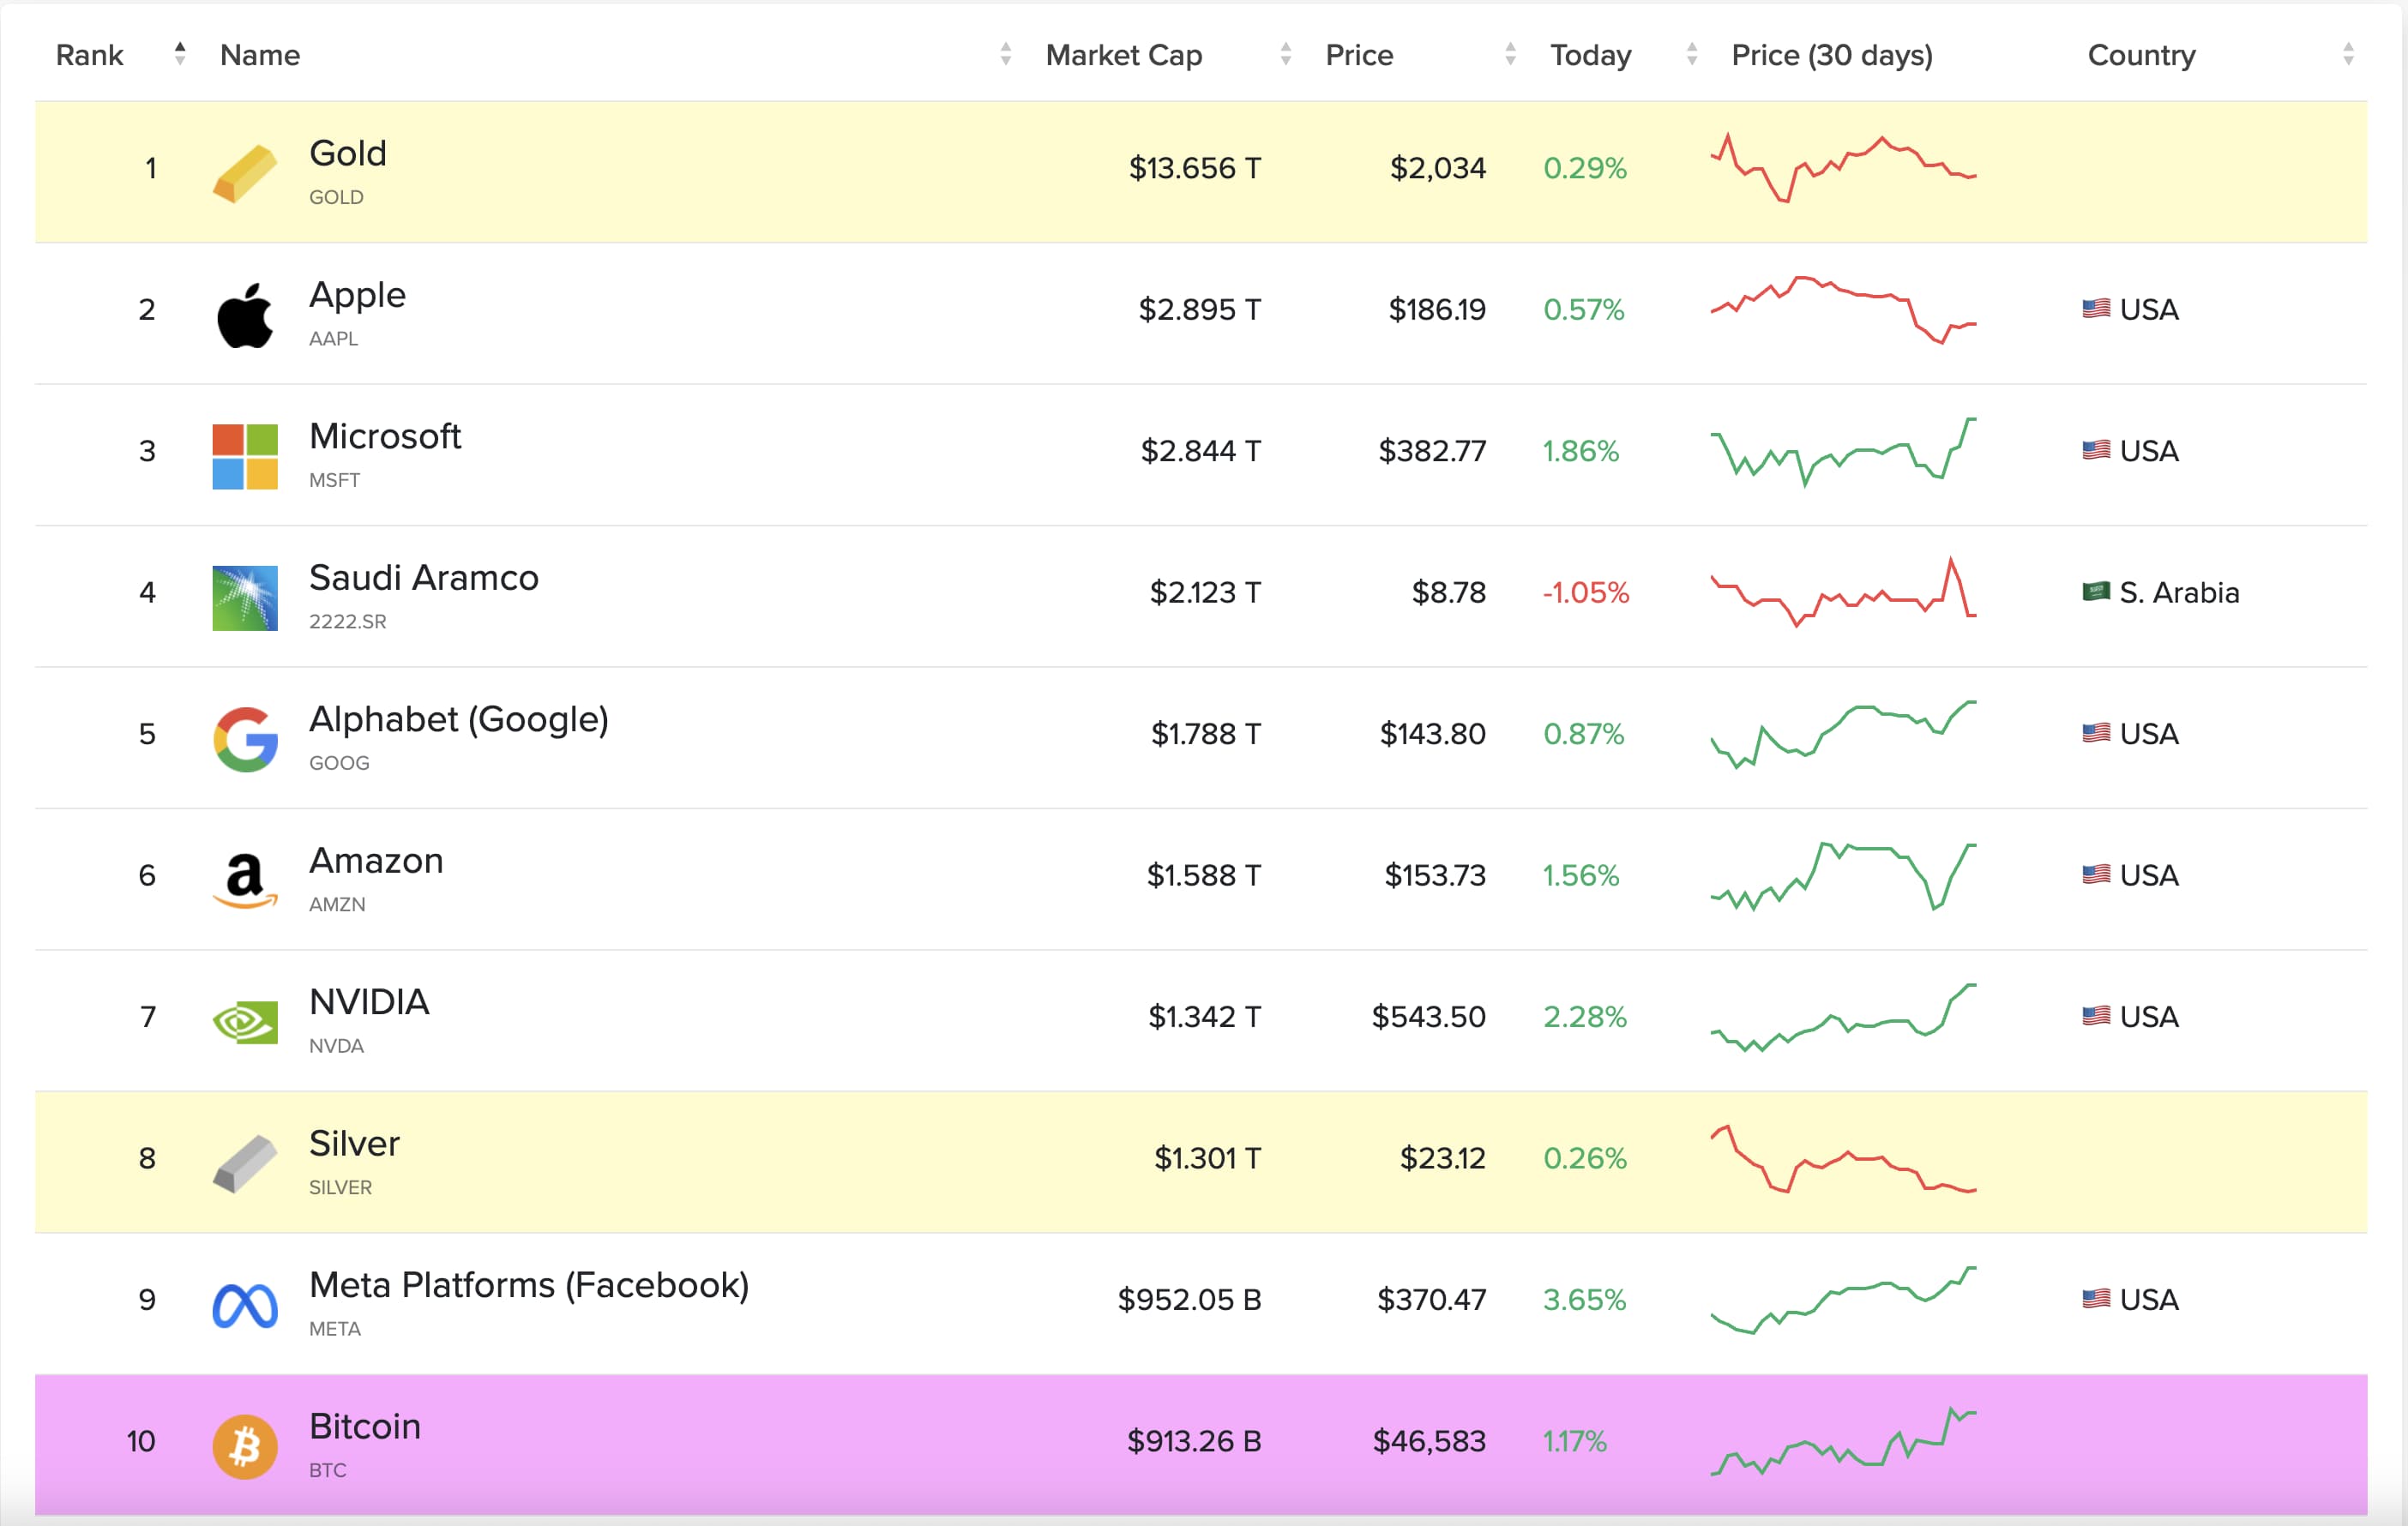 Rank Name Market Cap Price Today Price (30 days) Country
1 Gold $13.656 T $2,034 0.29%
GOLD
2 Apple $2.895 T $186.19 0.57% USA
AAPL
3 Microsoft $2.844 T $382.77 1.86% USA
MSFT
4 Saudi Aramco $2.123 T $8.78 -1.05% S. Arabia
2222.SR
5 Alphabet (Google) $1.788 T $143.80 0.87% USA
GOOG
6 Amazon $1.588 T $153.73 1.56% USA
AMZN
7 NVIDIA $1.342 T $543.50 2.28% USA
NVDA
8 Silver $1.301 T $23.12 0.26%
SILVER
9 Meta Platforms (Facebook) $952.05 B $370.47 3.65% USA
META
10 Bitcoin $913.26 B $46,583 1.17%
BTC